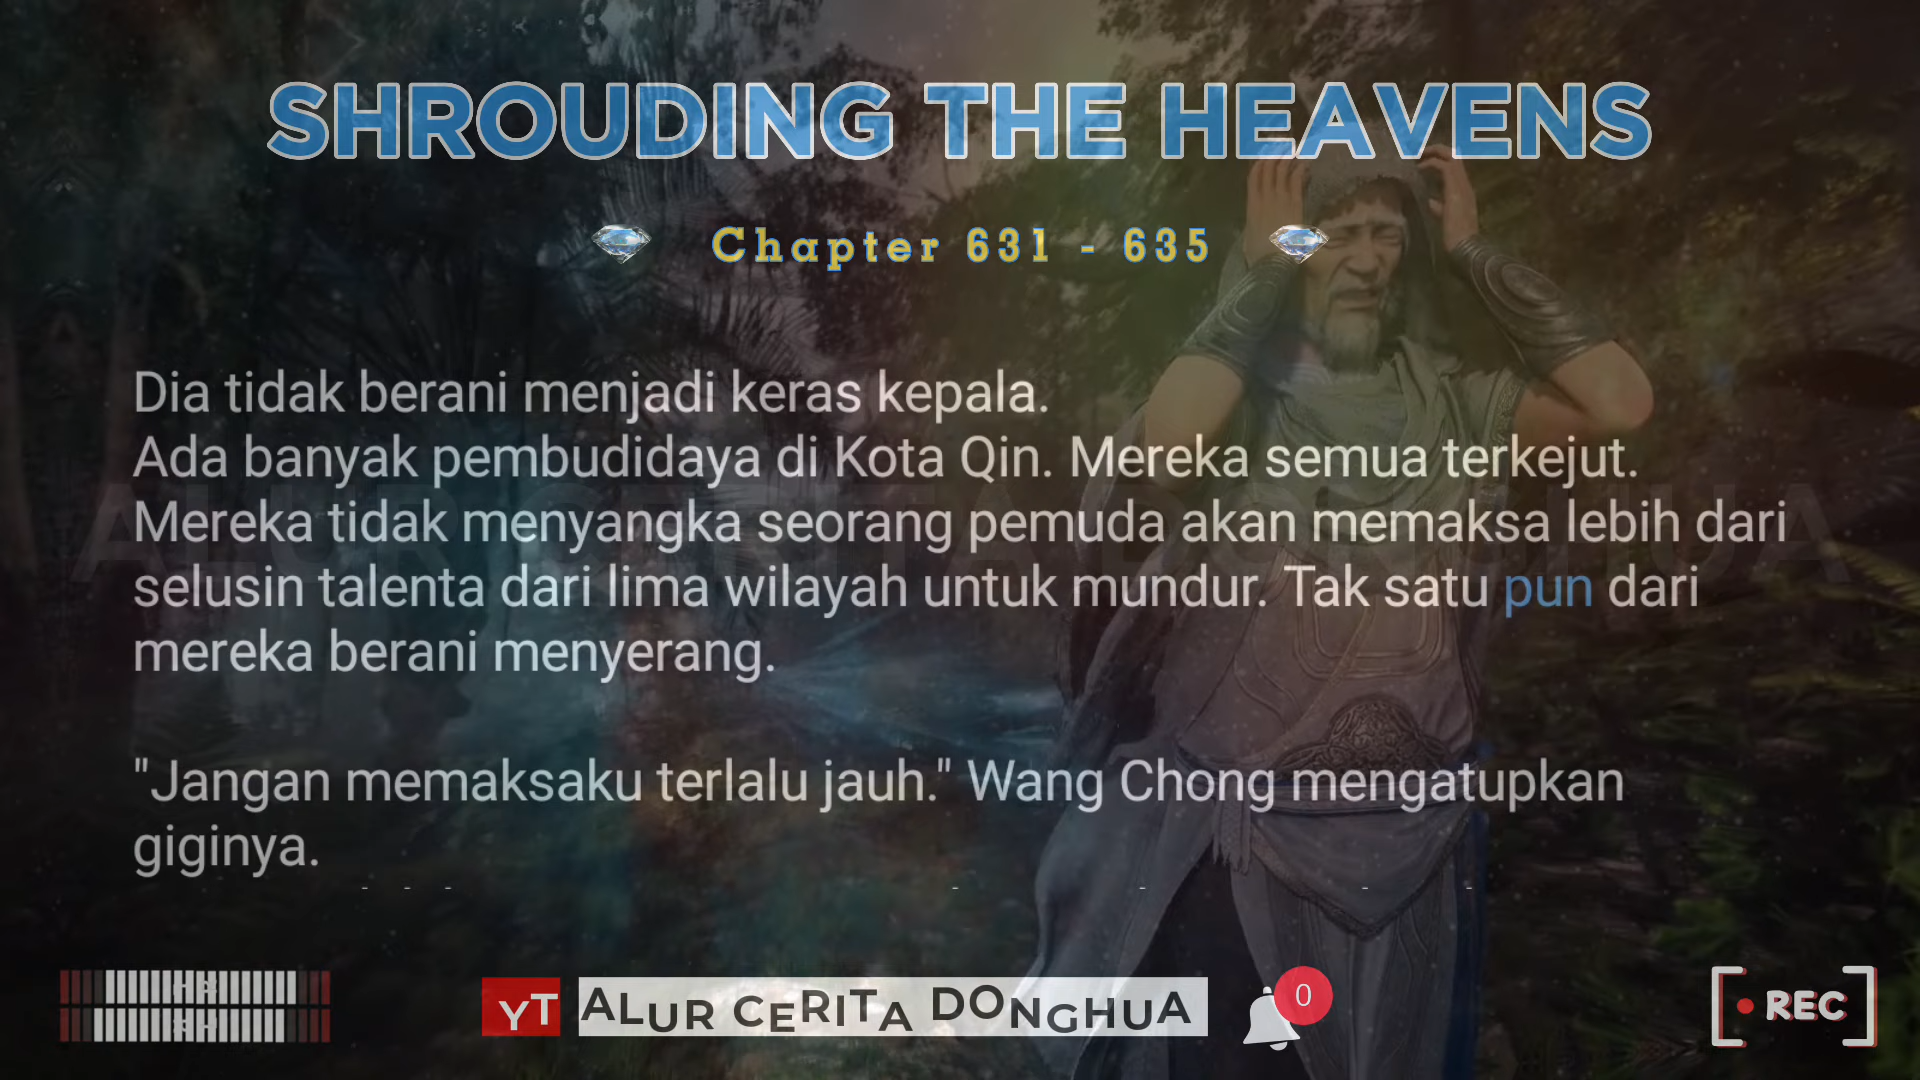 SHROUDING THE HEAVENS
Chapter 631 - 635
Dia tidak berani menjadi keras kepala.
Ada banyak pembudidaya di Kota Qin. Mereka semua terkejut.
Mereka tidak menyangka seorang pemuda akan memaksa lebih dari
selusin talenta dari lima wilayah untuk mundur. Tak satu pun dari
mereka berani menyerang.
"Jangan memaksaku terlalu jauh." Wang Chong mengatupkan
giginya.
YT ALUR CERITA DONGHUA
0
REC